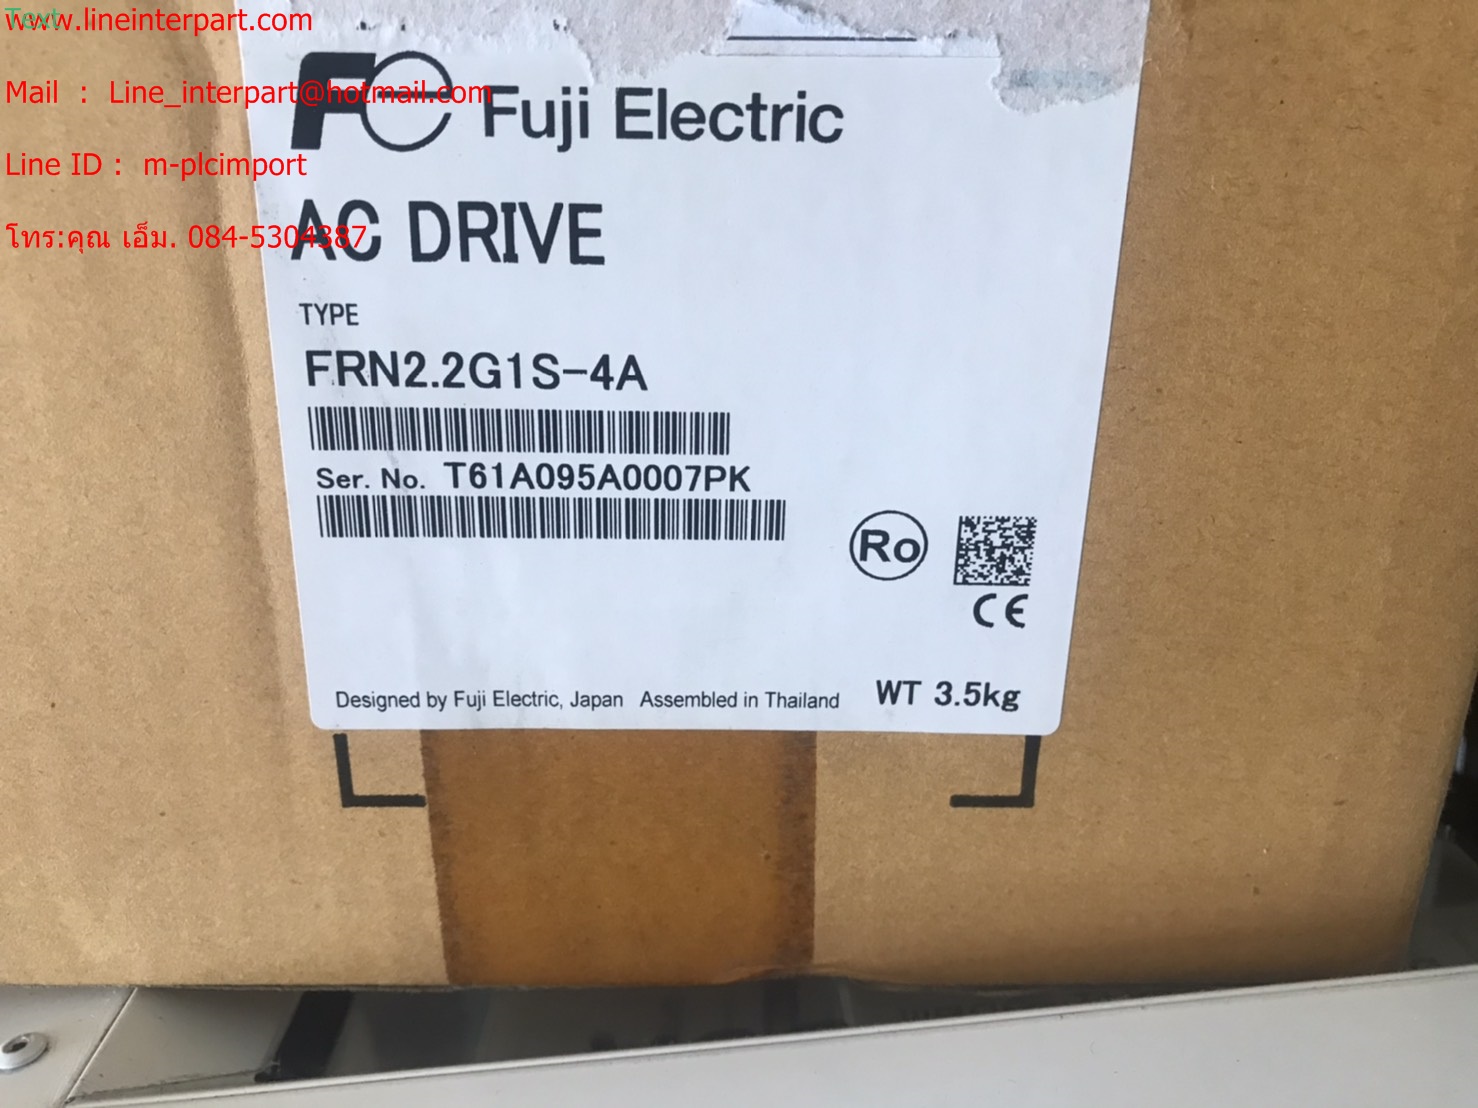 Text
www.lineinterpart.com
Mail : Line_interpart@hotmail.com
Fe Fuji Electric
Line ID : m-plcimport
โทร:คุณ เอ็ม. 084-5304387
AC DRIVE
TYPE
FRN2.2G1S-4A
Ser. No. T61A095A0007PK
Ro
CE
Designed by Fuji Electric, Japan Assembled in Thailand WT 3.5kg